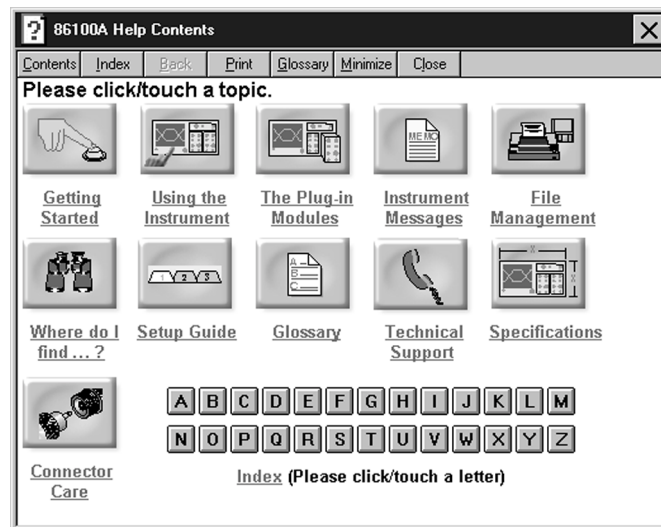 ? 86100A Help Contents
Contents Index Back Print Glossary Minimize Close
Please click/touch a topic.
MEMO
Getting Started
Using the Instrument
The Plug-in Modules
Instrument Messages
File Management
1 2 3
A
B
C
Where do I find ... ?
Setup Guide
Glossary
Technical Support
Specifications
A B C D E F G H I J K L M
N O P Q R S T U V W X Y Z
Connector Care
Index (Please click/touch a letter)